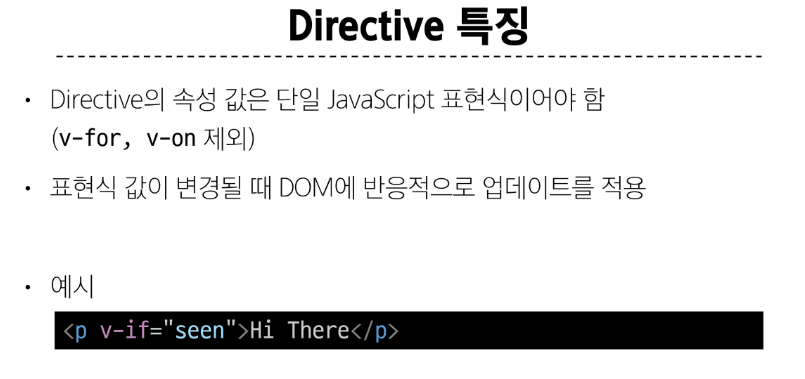 Directive 특징
• Directive의 속성 값은 단일 JavaScript 표현식이어야 함
(v-for, v-on 제외)
• 표현식 값이 변경될 때 DOM에 반응적으로 업데이트를 적용
• 예시
<p v-if="seen">Hi There</p>